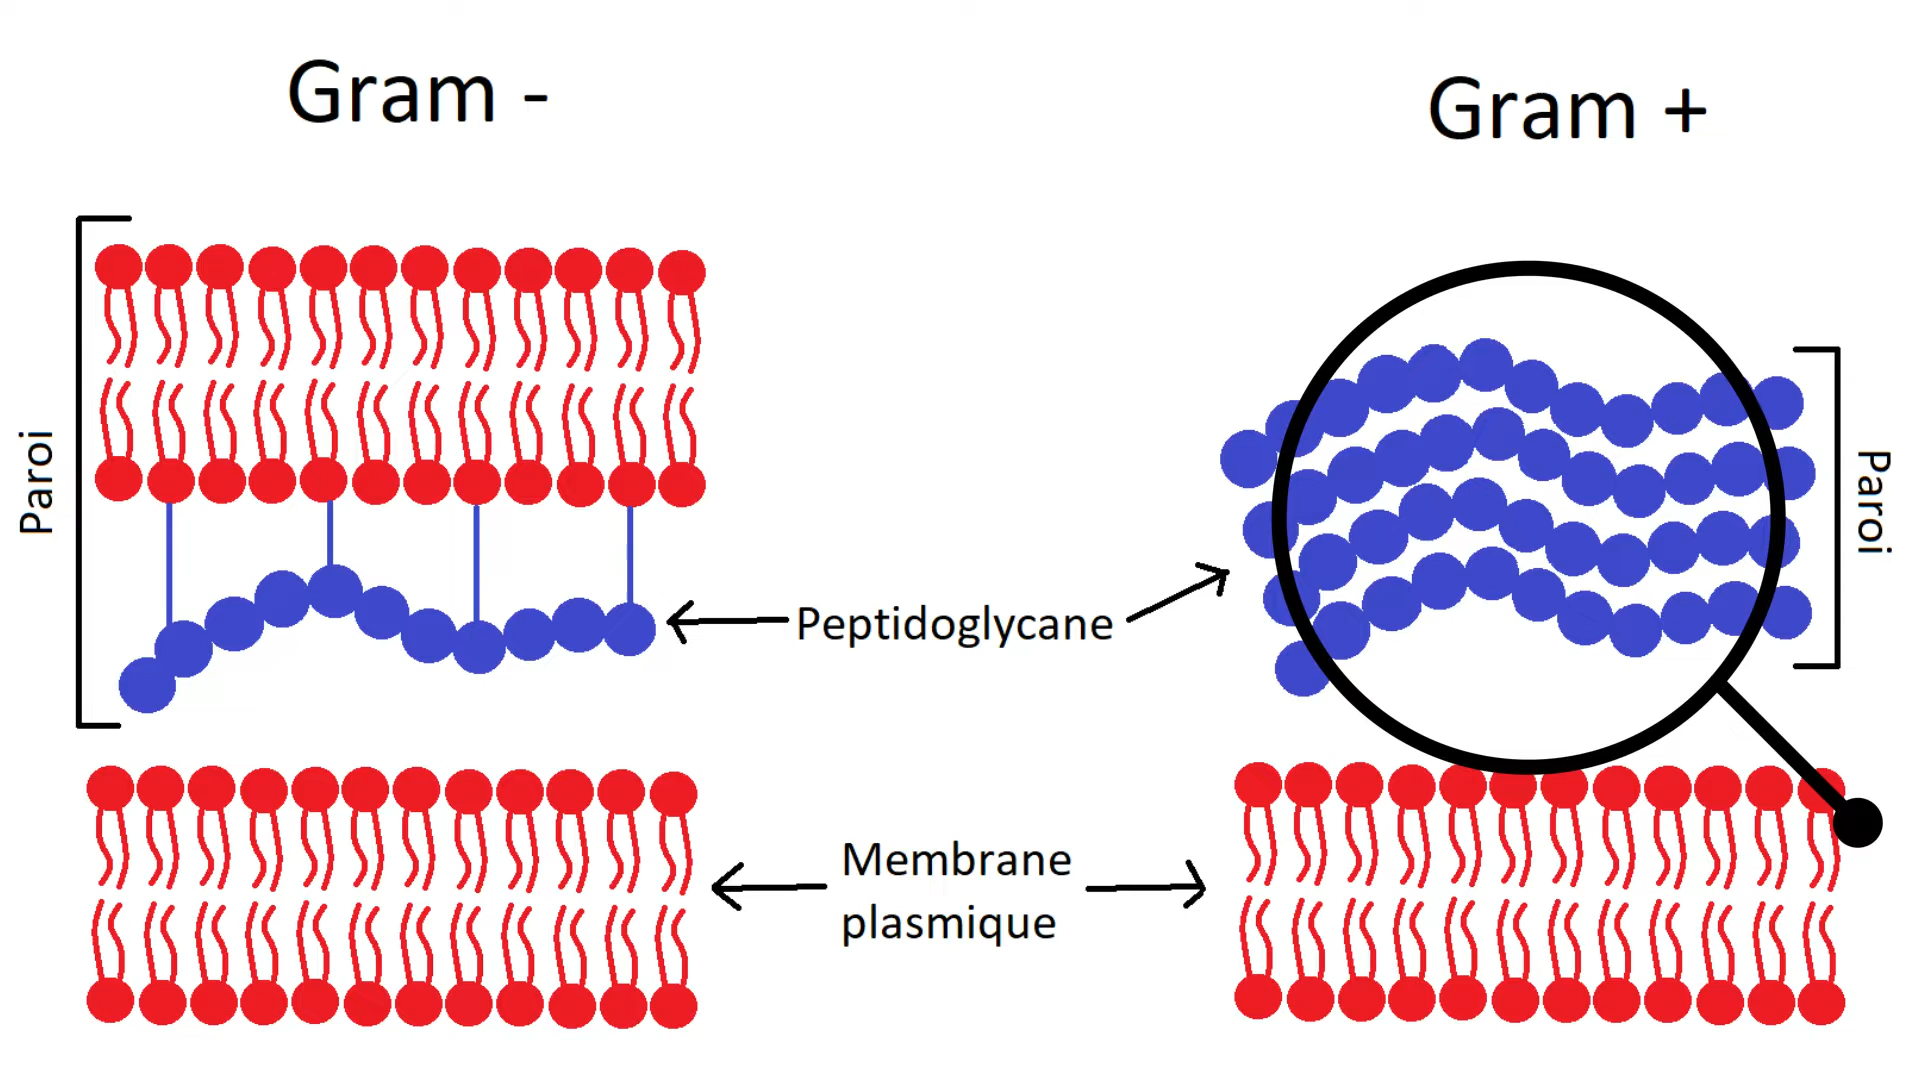 Gram -
Gram +
Paroi
Peptidoglycane
Paroi
Membrane
plasmique